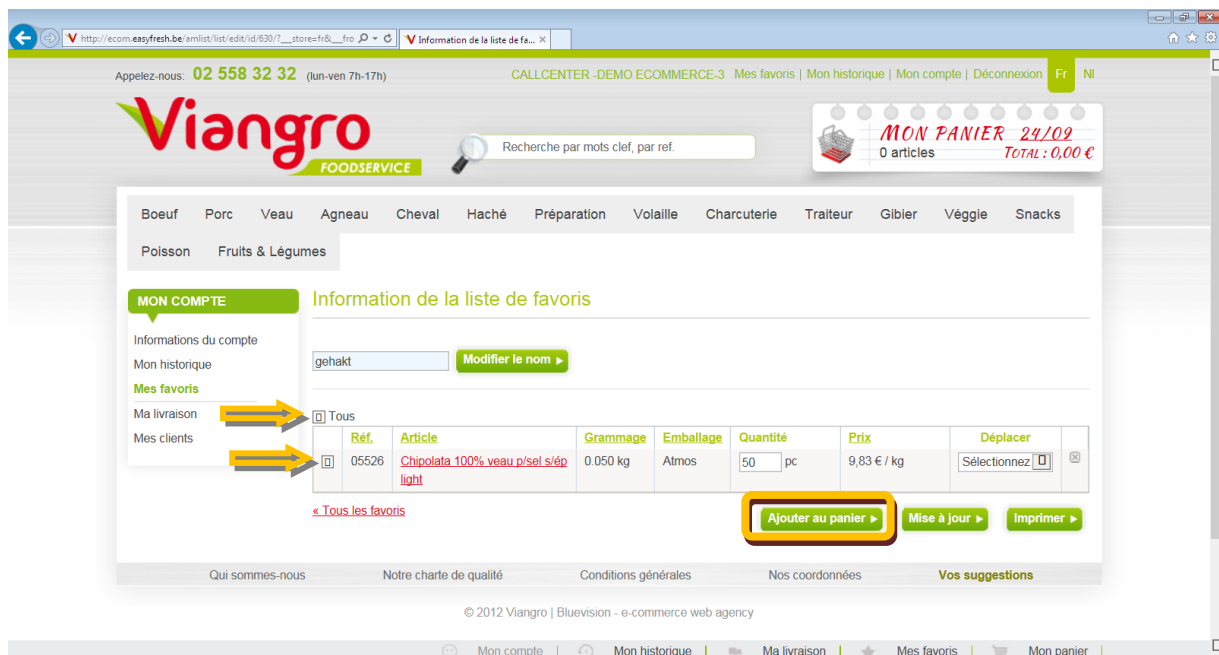 http://ecom.easyfresh.be/amlist/list/edit/id/630/?___store=fr&__fro
Information de la liste de fa...
Appelez-nous: 02 558 32 32 (lun-ven 7h-17h)
CALLCENTER -DEMO ECOMMERCE-3 Mes favoris | Mon historique | Mon compte | Déconnexion Fr Nl
Viangro
FOODSERVICE
Recherche par mots clef, par ref.
MON PANIER 24/09
0 articles TOTAL : 0,00 €
Boeuf Porc Veau Agneau Cheval Haché Préparation Volaille Charcuterie Traiteur Gibier Véggie Snacks
Poisson Fruits & Légumes
MON COMPTE
Informations du compte
Mon historique
Mes favoris
Ma livraison
Mes clients
Information de la liste de favoris
gehakt Modifier le nom
Tous
Réf. Article Grammage Emballage Quantité Prix Déplacer
05526 Chipolata 100% veau p/sel s/ép light 0.050 kg Atmos 50 pc 9,83 € / kg Sélectionnez
« Tous les favoris
Ajouter au panier Mise à jour Imprimer
Qui sommes-nous Notre charte de qualité Conditions générales Nos coordonnées Vos suggestions
© 2012 Viangro | Bluevision - e-commerce web agency
Mon compte | Mon historique | Ma livraison | Mes favoris | Mon panier |